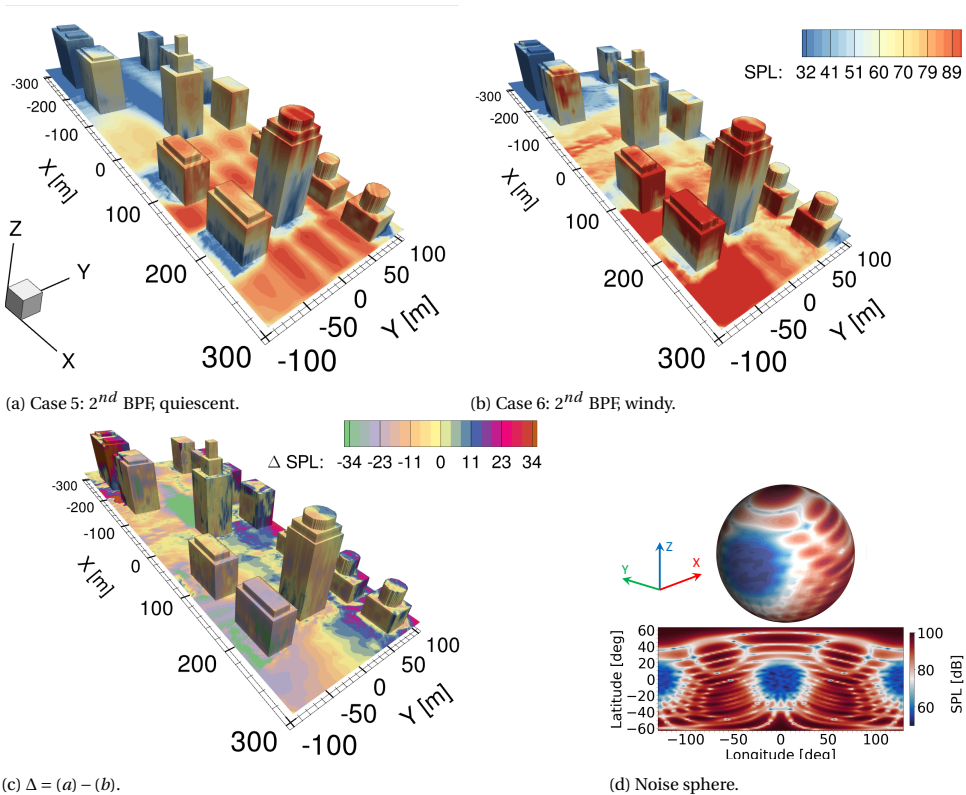 SPL:
32 41 51 60 70 79 89
-300
-200
-100
0
100
200
300
X [m]
-100
-50
0
50
100
Y [m]
Z
Y
X
-300
-200
-100
0
100
200
300
X [m]
-100
-50
0
50
100
Y [m]
(a) Case 5: 2nd BPF, quiescent.
(b) Case 6: 2nd BPF, windy.
Δ SPL: -34 -23 -11 0 11 23 34
-300
-200
-100
0
100
200
300
X [m]
-100
-50
0
50
100
Y [m]
Z
Y
X
60
40
20
0
−20
−40
−60
Latitude [deg]
−100 −50 0 50 100
Longitude [deg]
100
80
60
SPL [dB]
(c) Δ = (a) − (b).
(d) Noise sphere.